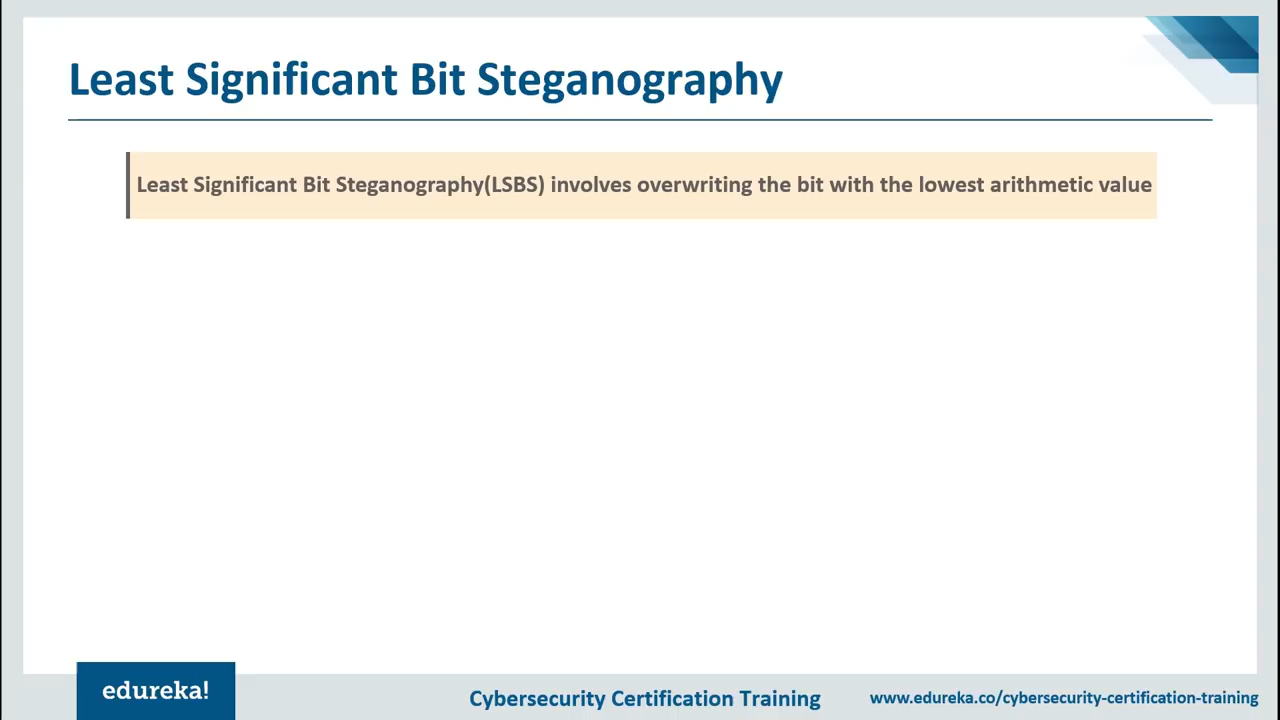 Least Significant Bit Steganography
Least Significant Bit Steganography(LSBS) involves overwriting the bit with the lowest arithmetic value
edureka!
Cybersecurity Certification Training
www.edureka.co/cybersecurity-certification-training